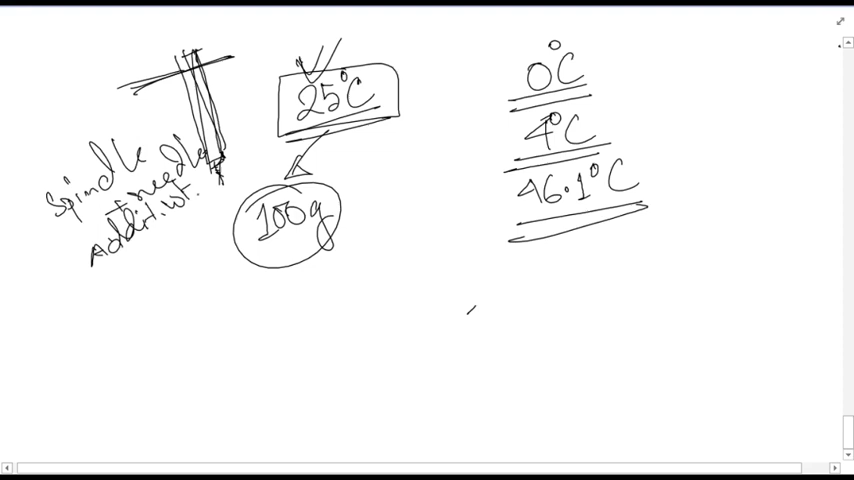 25°C
100g
Spindle
+ needle
Addit. wt.
0°C
4°C
46.1°C